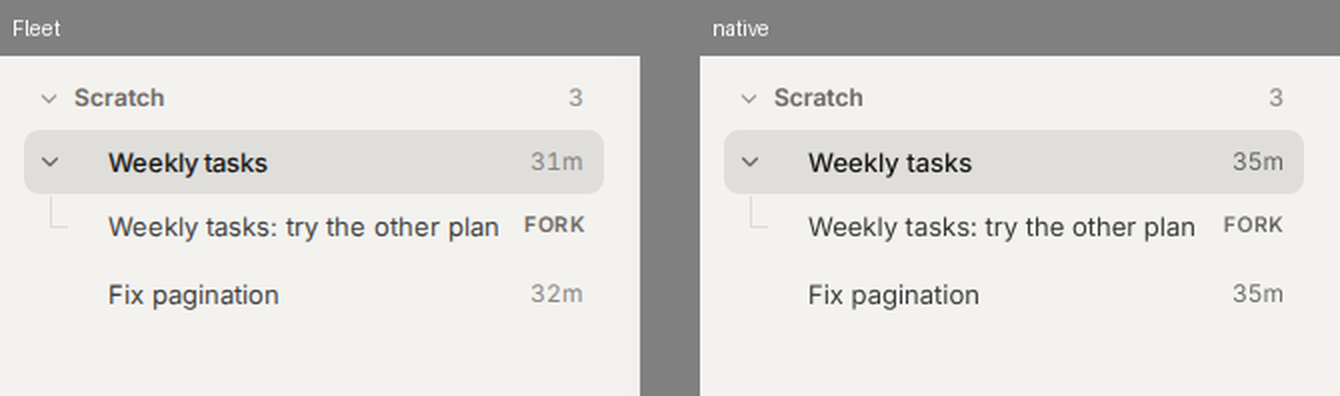 Fleet
Scratch 3
Weekly tasks 31m
Weekly tasks: try the other plan FORK
Fix pagination 32m
native
Scratch 3
Weekly tasks 35m
Weekly tasks: try the other plan FORK
Fix pagination 35m